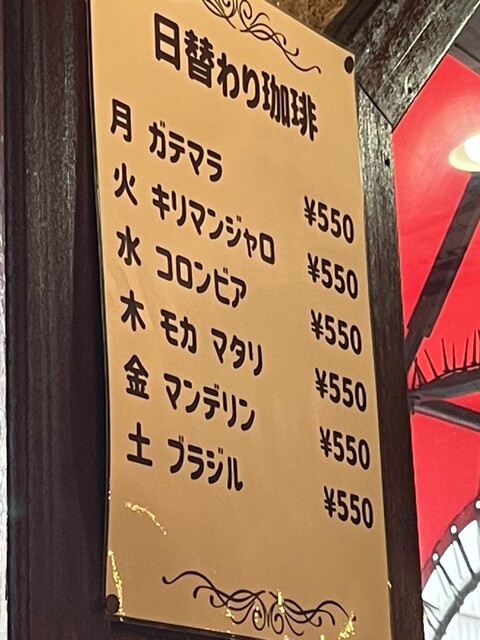 日替わり珈琲
月 ガテマラ ¥550
火 キリマンジャロ ¥550
水 コロンビア ¥550
木 モカ マタリ ¥550
金 マンデリン ¥550
土 ブラジル ¥550